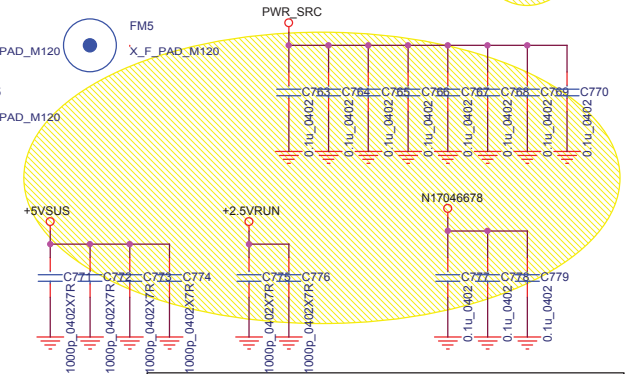 PWR_SRC
FM5
PAD_M120
X_F_PAD_M120
PAD_M120
C763
C764
C765
C766
C767
C768
C769
C770
0.1u_0402
0.1u_0402
0.1u_0402
0.1u_0402
0.1u_0402
0.1u_0402
0.1u_0402
0.1u_0402
+5VSUS
+2.5VRUN
N17046678
C771
C772
C773
C774
C775
C776
C777
C778
C779
1000p_0402X7R
1000p_0402X7R
1000p_0402X7R
1000p_0402X7R
1000p_0402X7R
1000p_0402X7R
0.1u_0402
0.1u_0402
0.1u_0402